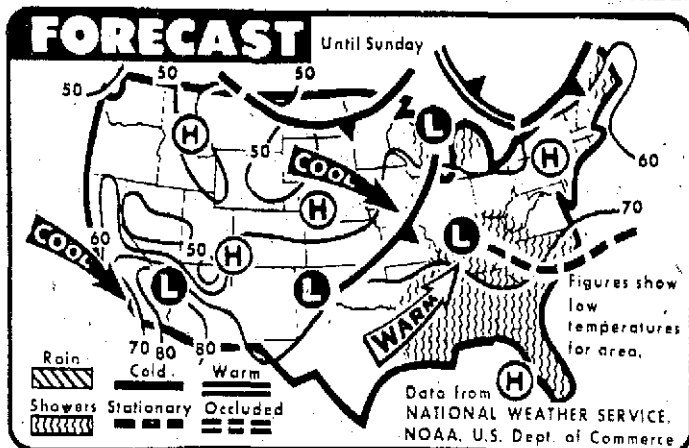 FORECAST
Until Sunday
50
50
50
H
L
50
COOL
H
60
H
70
COOL
60
50
H
L
L
L
WARM
Figures show
low
temperatures
for area.
70 80 80
H
Rain Cold Warm
Showers Stationary Occluded
Data from
NATIONAL WEATHER SERVICE,
NOAA, U.S. Dept. of Commerce